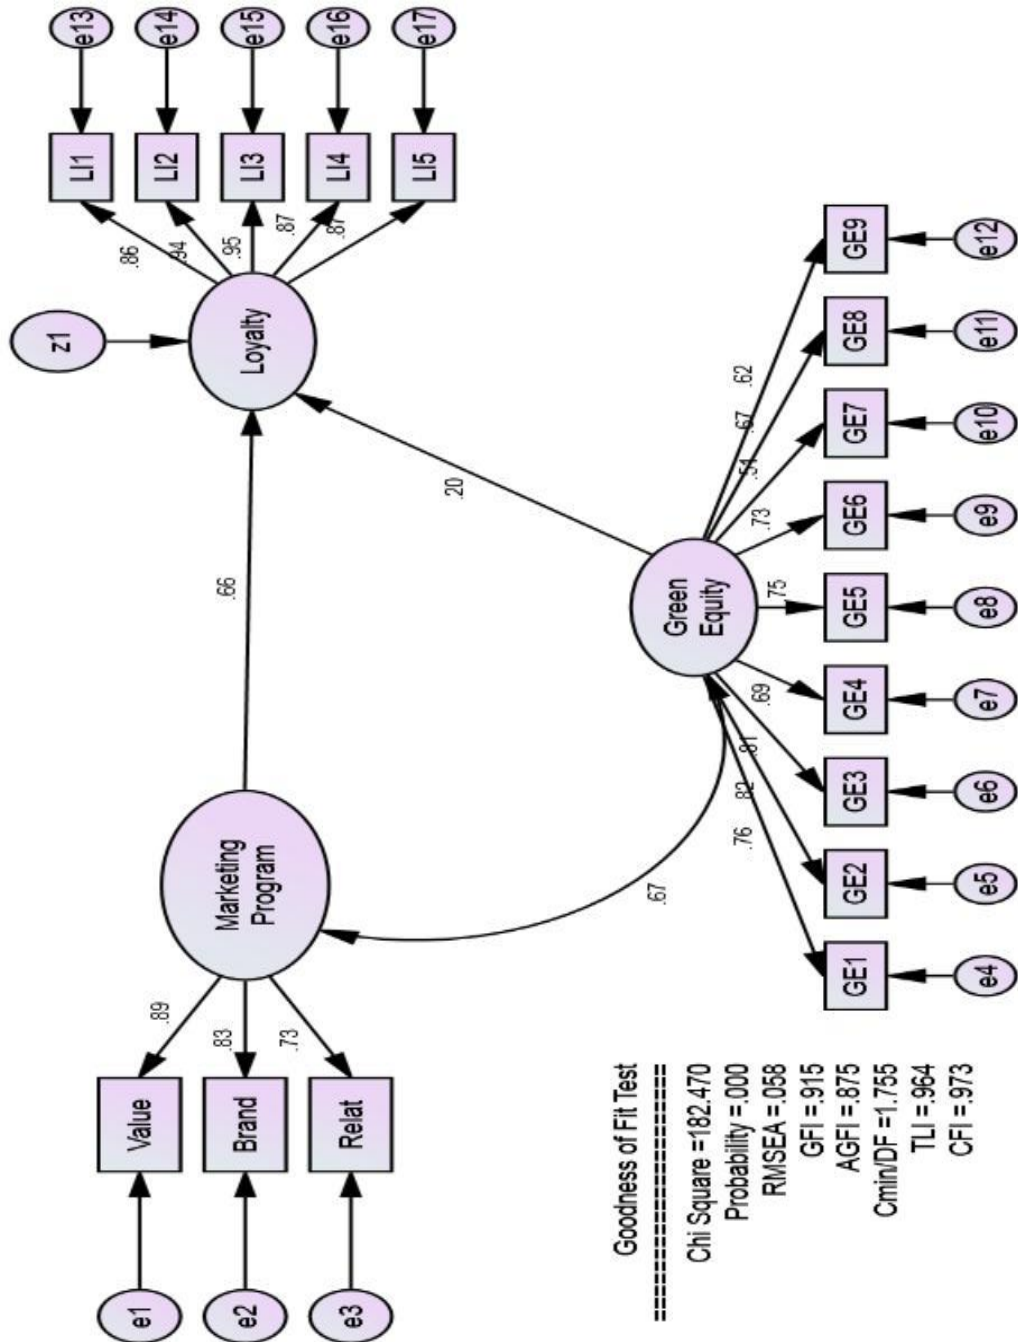 z1
e1
Value
.89
e2
Brand
.83
e3
Relat
.73
Marketing
Program
.66
Loyalty
.86
LI1
e13
.94
LI2
e14
.95
LI3
e15
.87
LI4
e16
.87
LI5
e17
.67
.20
Green
Equity
.76
.82
.81
.69
.75
.73
.51
.67
.62
GE1
GE2
GE3
GE4
GE5
GE6
GE7
GE8
GE9
e4
e5
e6
e7
e8
e9
e10
e11
e12
Goodness of Fit Test
=======================
Chi Square =182.470
Probability =.000
RMSEA =.058
GFI =.915
AGFI =.875
Cmin/DF =1.755
TLI =.964
CFI =.973